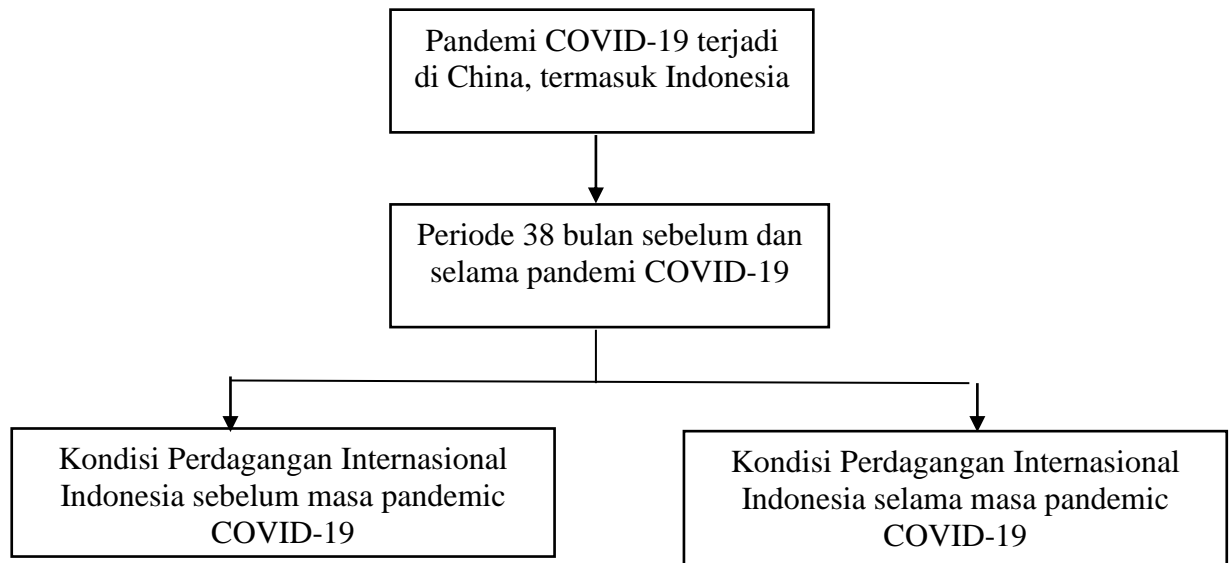 Pandemi COVID-19 terjadi
di China, termasuk Indonesia
Periode 38 bulan sebelum dan
selama pandemi COVID-19
Kondisi Perdagangan Internasional
Indonesia sebelum masa pandemic
COVID-19
Kondisi Perdagangan Internasional
Indonesia selama masa pandemic
COVID-19